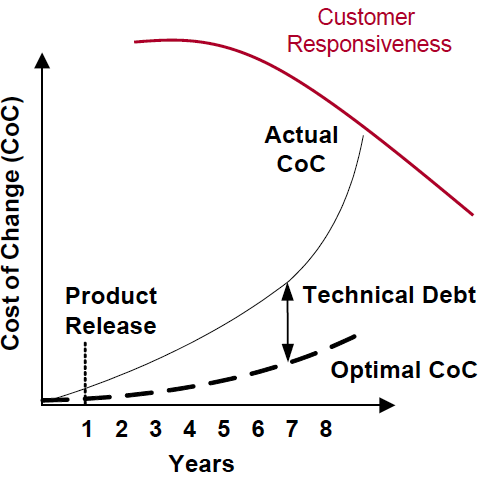 Customer
Responsiveness
Actual
CoC
Cost of Change (CoC)
Product
Release
Technical Debt
Optimal CoC
1 2 3 4 5 6 7 8
Years